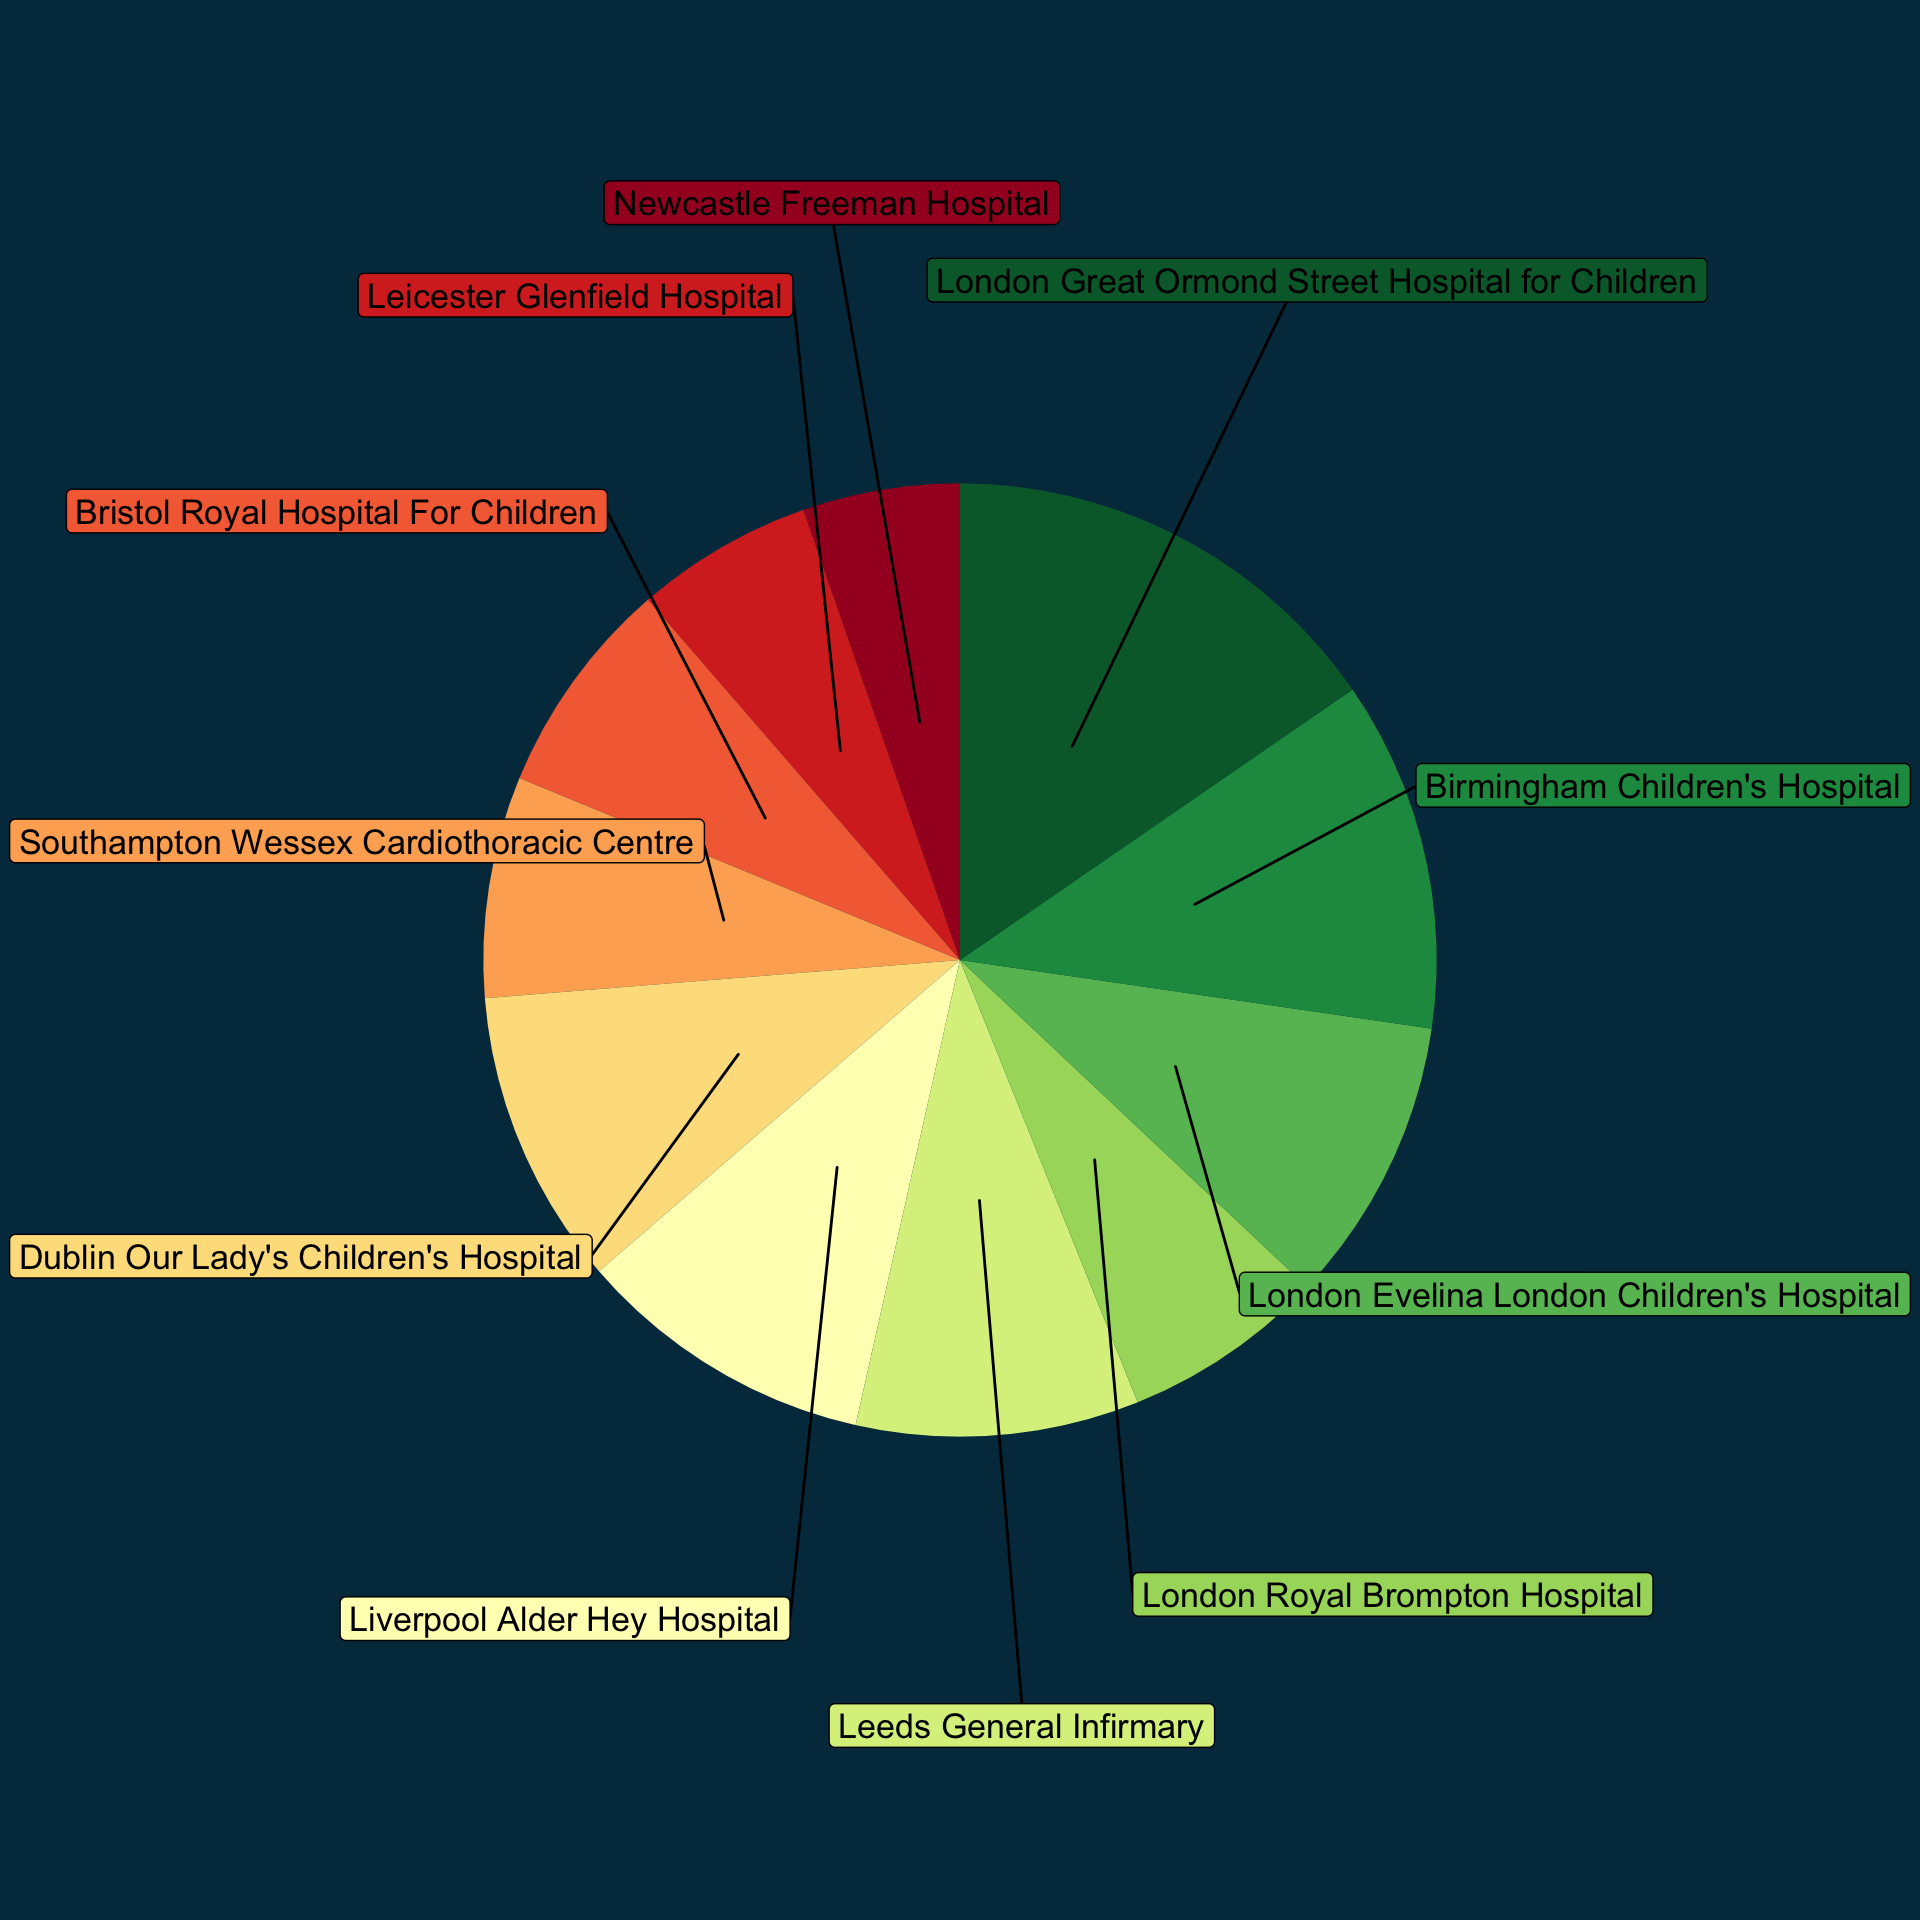 Newcastle Freeman Hospital
London Great Ormond Street Hospital for Children
Leicester Glenfield Hospital
Bristol Royal Hospital For Children
Birmingham Children's Hospital
Southampton Wessex Cardiothoracic Centre
Dublin Our Lady's Children's Hospital
London Evelina London Children's Hospital
London Royal Brompton Hospital
Liverpool Alder Hey Hospital
Leeds General Infirmary